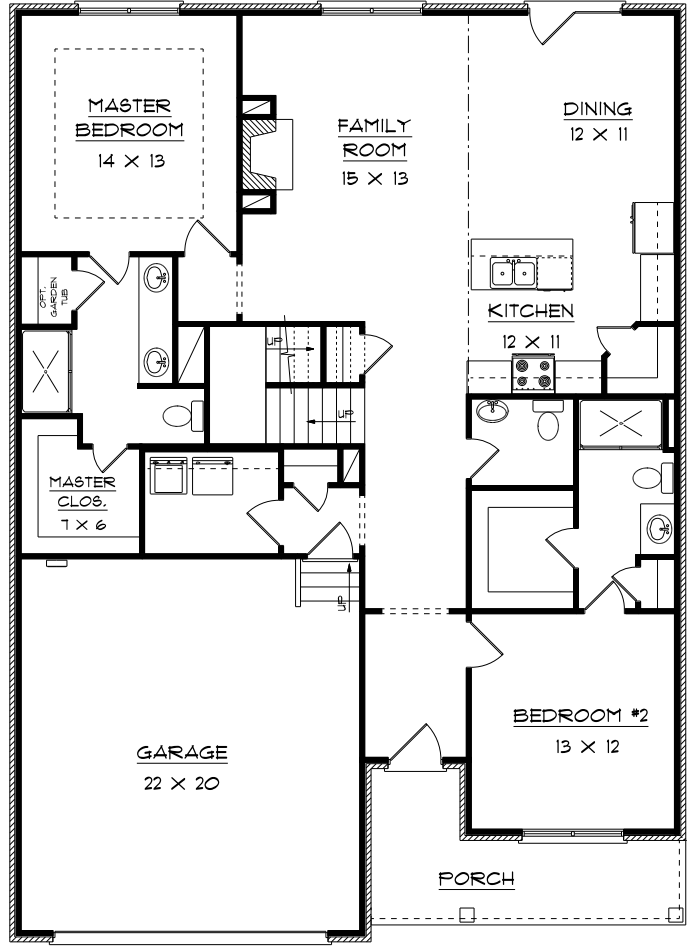 MASTER
BEDROOM
14 X 13
FAMILY
ROOM
15 X 13
DINING
12 X 11
OPT.
GARDEN
TUB
KITCHEN
12 X 11
UP
UP
MASTER
CLOS.
7 X 6
UP
BEDROOM #2
13 X 12
GARAGE
22 X 20
PORCH